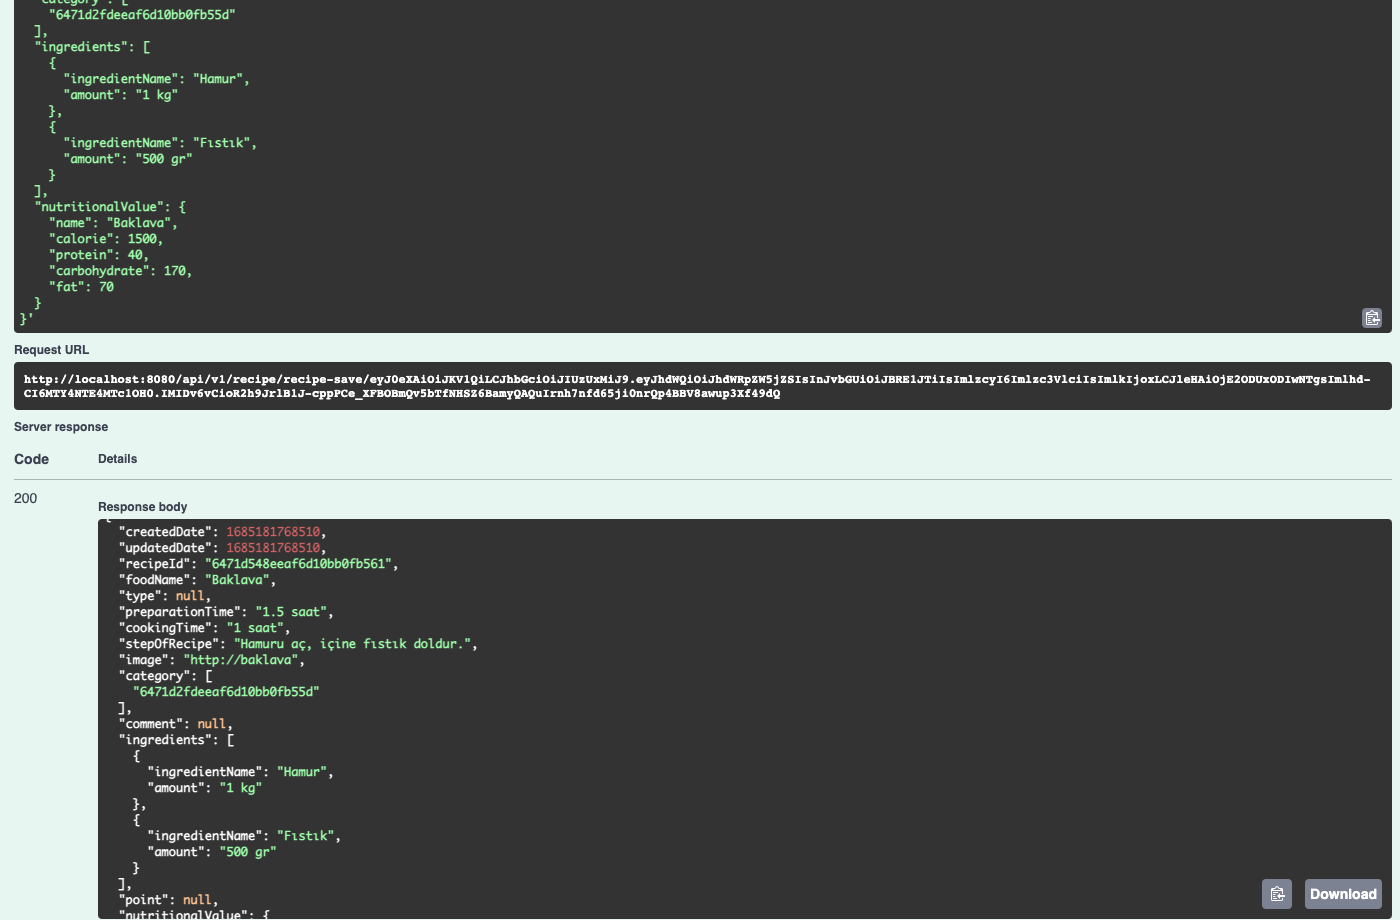 "category": [
"6471d2fdeeaf6d10bb0fb55d"
],
"ingredients": [
{
"ingredientName": "Hamur",
"amount": "1 kg"
},
{
"ingredientName": "Fıstık",
"amount": "500 gr"
}
],
"nutritionalValue": {
"name": "Baklava",
"calorie": 1500,
"protein": 40,
"carbohydrate": 170,
"fat": 70
}
}'
Request URL
http://localhost:8080/api/v1/recipe/recipe-save/eyJ0eXAiOiJKV1QiLCJhbGciOiJIUzUxMiJ9.eyJhdWQiOiJhdWRpZW5jZSIsInJvbGUiOiJBRE1JTiIsImlzcyI6Imlzc3VlciIsImlkIjoxLCJleHAiOjE2ODUxODIwNTgsImlhd-
CI6MTY4NTE4MTc1OH0.IMIDv6vCioR2h9JrlB1J-cppPCe_XFBOBmQv5bTfNHSZ6BamyQAQuIrnh7nfd65ji0nrQp4BBV8awup3Xf49dQ
Server response
Code Details
200
Response body
{
"createdDate": 1685181768510,
"updatedDate": 1685181768510,
"recipeId": "6471d548eeaf6d10bb0fb561",
"foodName": "Baklava",
"type": null,
"preparationTime": "1.5 saat",
"cookingTime": "1 saat",
"stepOfRecipe": "Hamuru aç, içine fıstık doldur.",
"image": "http://baklava",
"category": [
"6471d2fdeeaf6d10bb0fb55d"
],
"comment": null,
"ingredients": [
{
"ingredientName": "Hamur",
"amount": "1 kg"
},
{
"ingredientName": "Fıstık",
"amount": "500 gr"
}
],
"point": null,
"nutritionalValue": {
Download